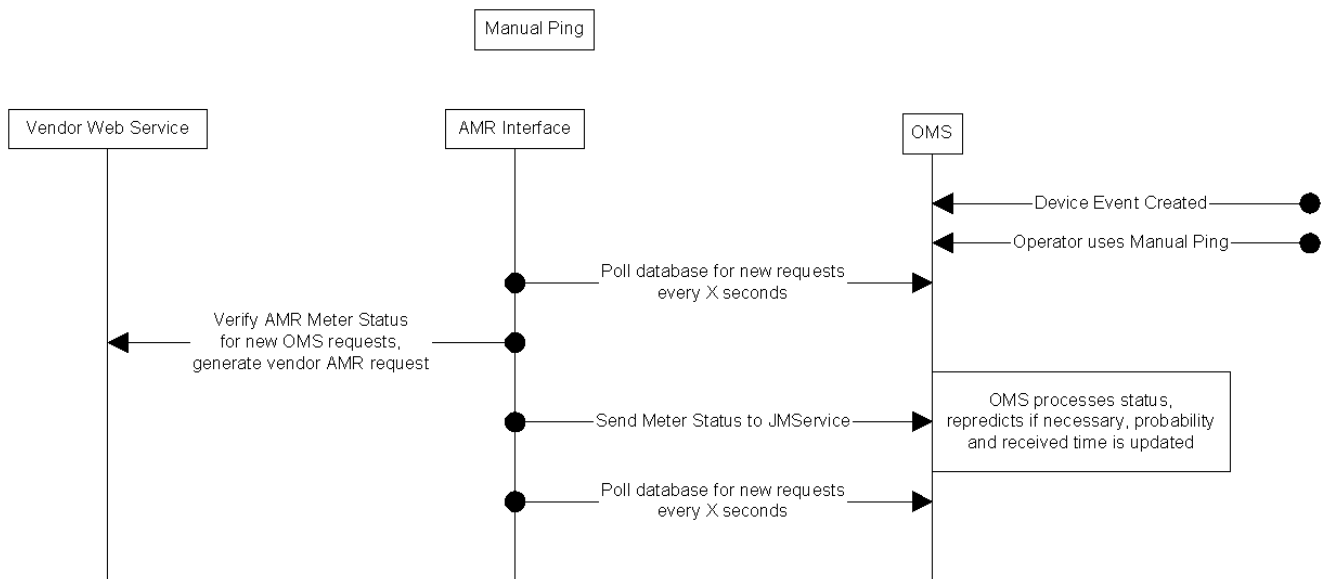 Manual Ping
Vendor Web Service
AMR Interface
OMS
Device Event Created
Operator uses Manual Ping
Poll database for new requests
every X seconds
Verify AMR Meter Status
for new OMS requests,
generate vendor AMR request
OMS processes status,
repredicts if necessary, probability
and received time is updated
Send Meter Status to JMService
Poll database for new requests
every X seconds